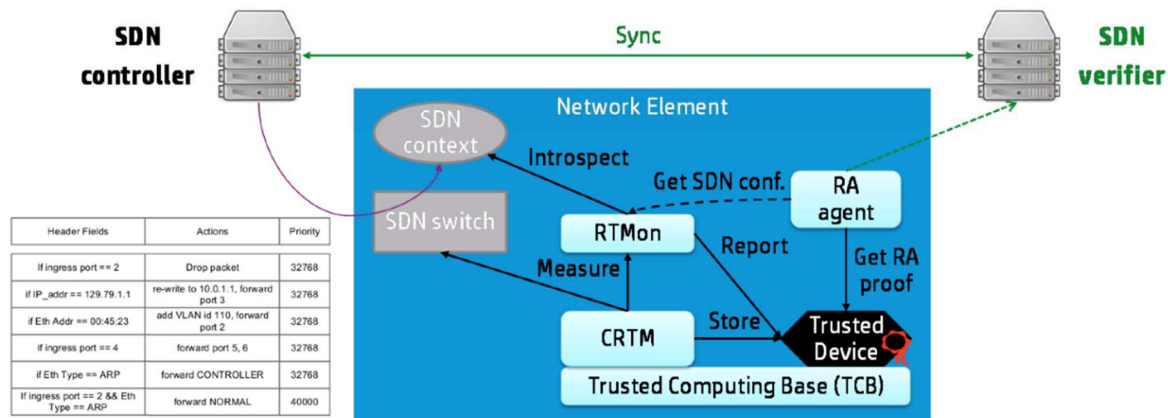 SDN
controller
Sync
SDN
verifier
Network Element
SDN
context
Introspect
Get SDN conf.
RA
agent
SDN switch
RTMon
Report
Get RA
proof
Measure
CRTM
Store
Trusted
Device
Trusted Computing Base (TCB)
Header Fields Actions Priority
If ingress port == 2 Drop packet 32768
if IP_addr == 129.79.1.1 re-write to 10.0.1.1, forward
port 3 32768
if Eth Addr == 00:45:23 add VLAN id 110, forward
port 2 32768
if ingress port == 4 forward port 5, 6 32768
if Eth Type == ARP forward CONTROLLER 32768
If ingress port == 2 && Eth
Type == ARP forward NORMAL 40000